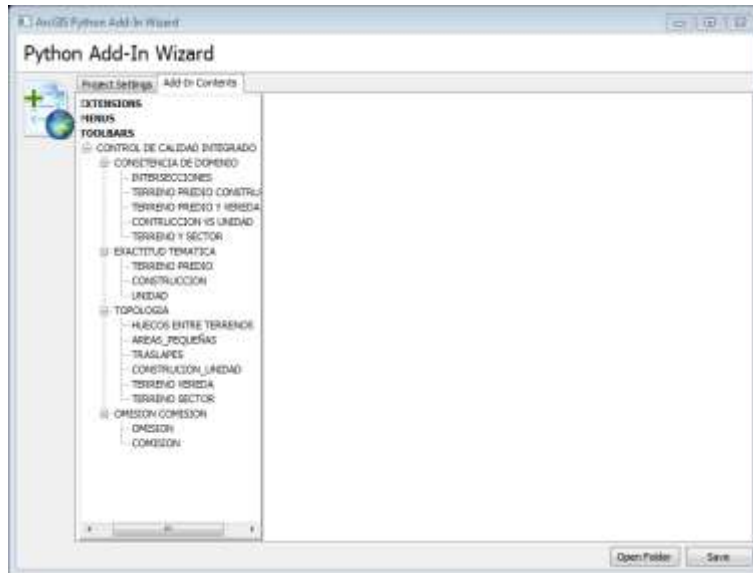 ArcGIS Python Add-In Wizard
Python Add-In Wizard
Project Settings Add-In Contents
EXTENSIONS
MENUS
TOOLBARS
CONTROL DE CALIDAD INTEGRADO
CONSITENCIA DE DOMINIO
INTERSECCIONES
TERRENO PREDIO CONSTRU
TERRENO PREDIO Y VEREDA
CONTRUCCION VS UNIDAD
TERRENO Y SECTOR
EXACTITUD TEMATICA
TERRENO PREDIO
CONSTRUCCION
UNIDAD
TOPOLOGIA
HUECOS ENTRE TERRENOS
AREAS_PEQUEÑAS
TRASLAPES
CONSTRUCION_UNIDAD
TERRENO VEREDA
TERRENO SECTOR
OMISION COMISION
OMISION
COMISION
Open Folder Save